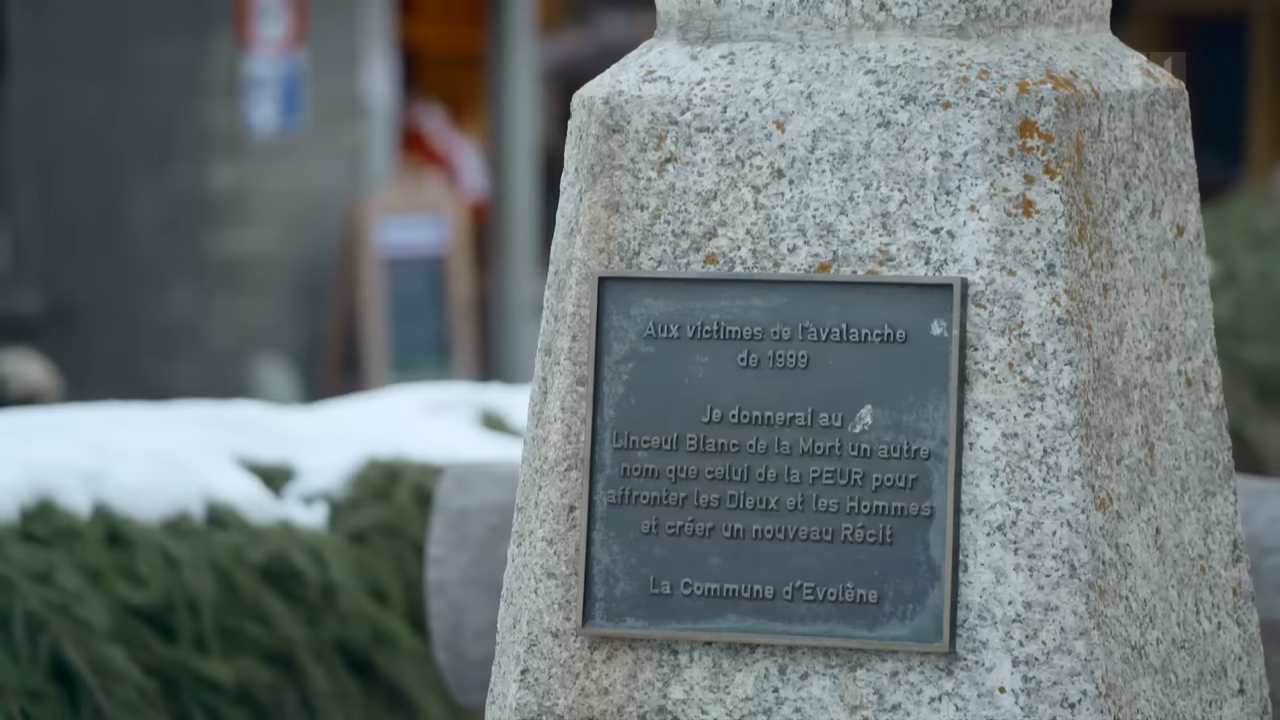 Aux victimes de l'avalanche
de 1999
Je donnerai au
Linceul Blanc de la Mort un autre
nom que celui de la PEUR pour
affronter les Dieux et les Hommes
et créer un nouveau Récit
La Commune d'Evolène